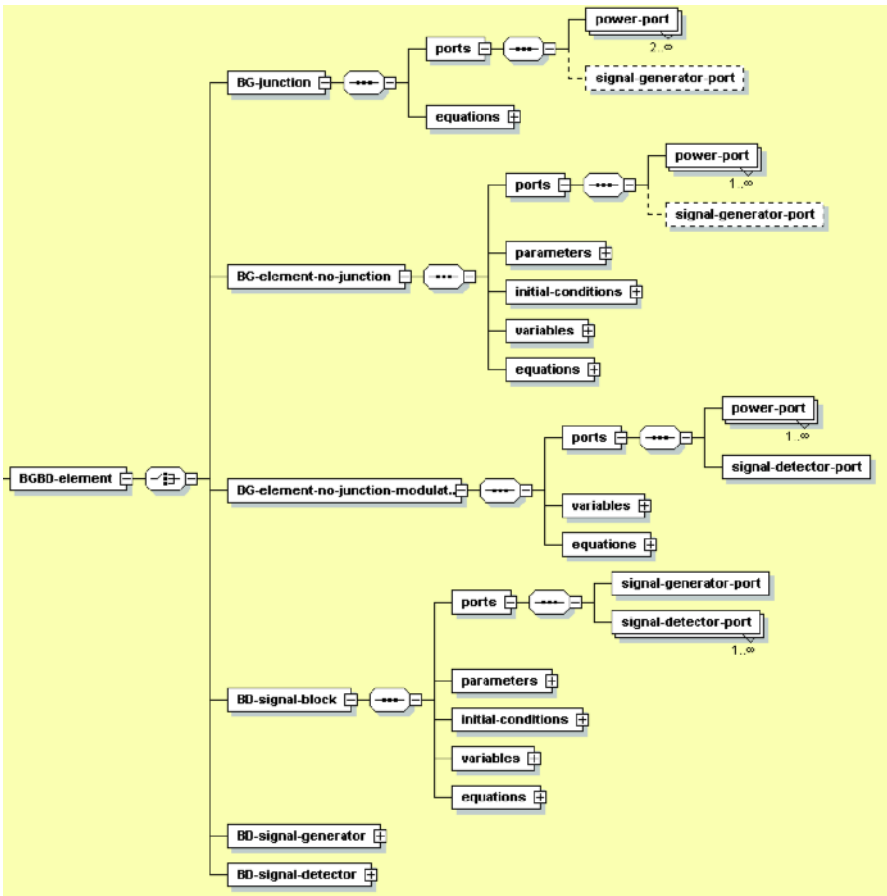 power-port
2..∞
ports
signal-generator-port
BG-junction
equations
power-port
1..∞
ports
signal-generator-port
parameters
BG-element-no-junction
initial-conditions
variables
equations
power-port
1..∞
ports
signal-detector-port
BGBD-element
BG-element-no-junction-modulat..
variables
equations
signal-generator-port
ports
signal-detector-port
1..∞
parameters
BD-signal-block
initial-conditions
variables
equations
BD-signal-generator
BD-signal-detector